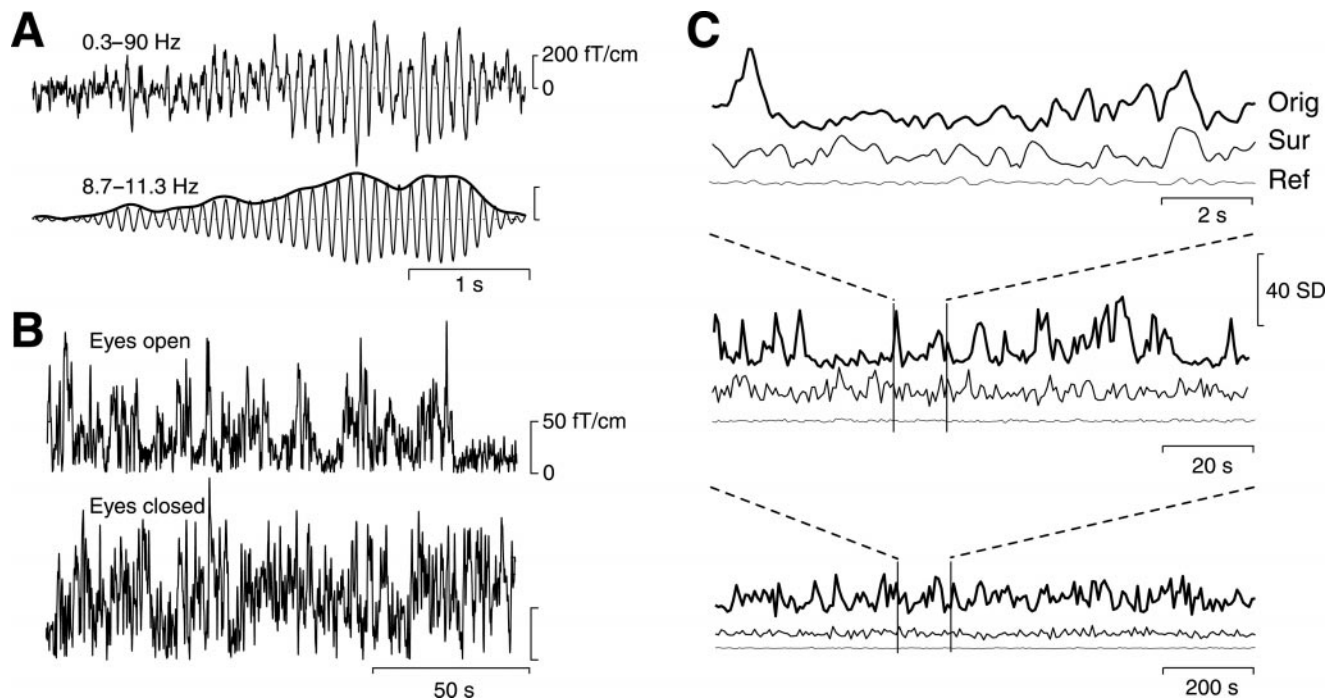 A
0.3–90 Hz
200 fT/cm
0
8.7–11.3 Hz
1 s
B
Eyes open
50 fT/cm
0
Eyes closed
50 s
C
Orig
Sur
Ref
2 s
40 SD
20 s
200 s